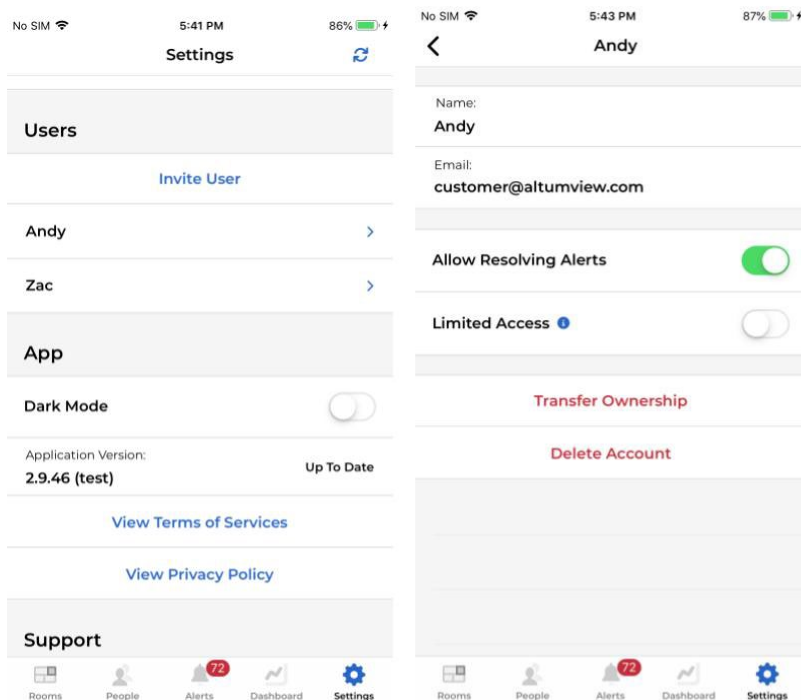 No SIM 5:41 PM 86%
Settings
Users
Invite User
Andy
Zac
App
Dark Mode
Application Version:
2.9.46 (test)
Up To Date
View Terms of Services
View Privacy Policy
Support
72
Rooms People Alerts Dashboard Settings
No SIM 5:43 PM 87%
Andy
Name:
Andy
Email:
customer@altumview.com
Allow Resolving Alerts
Limited Access
Transfer Ownership
Delete Account
72
Rooms People Alerts Dashboard Settings